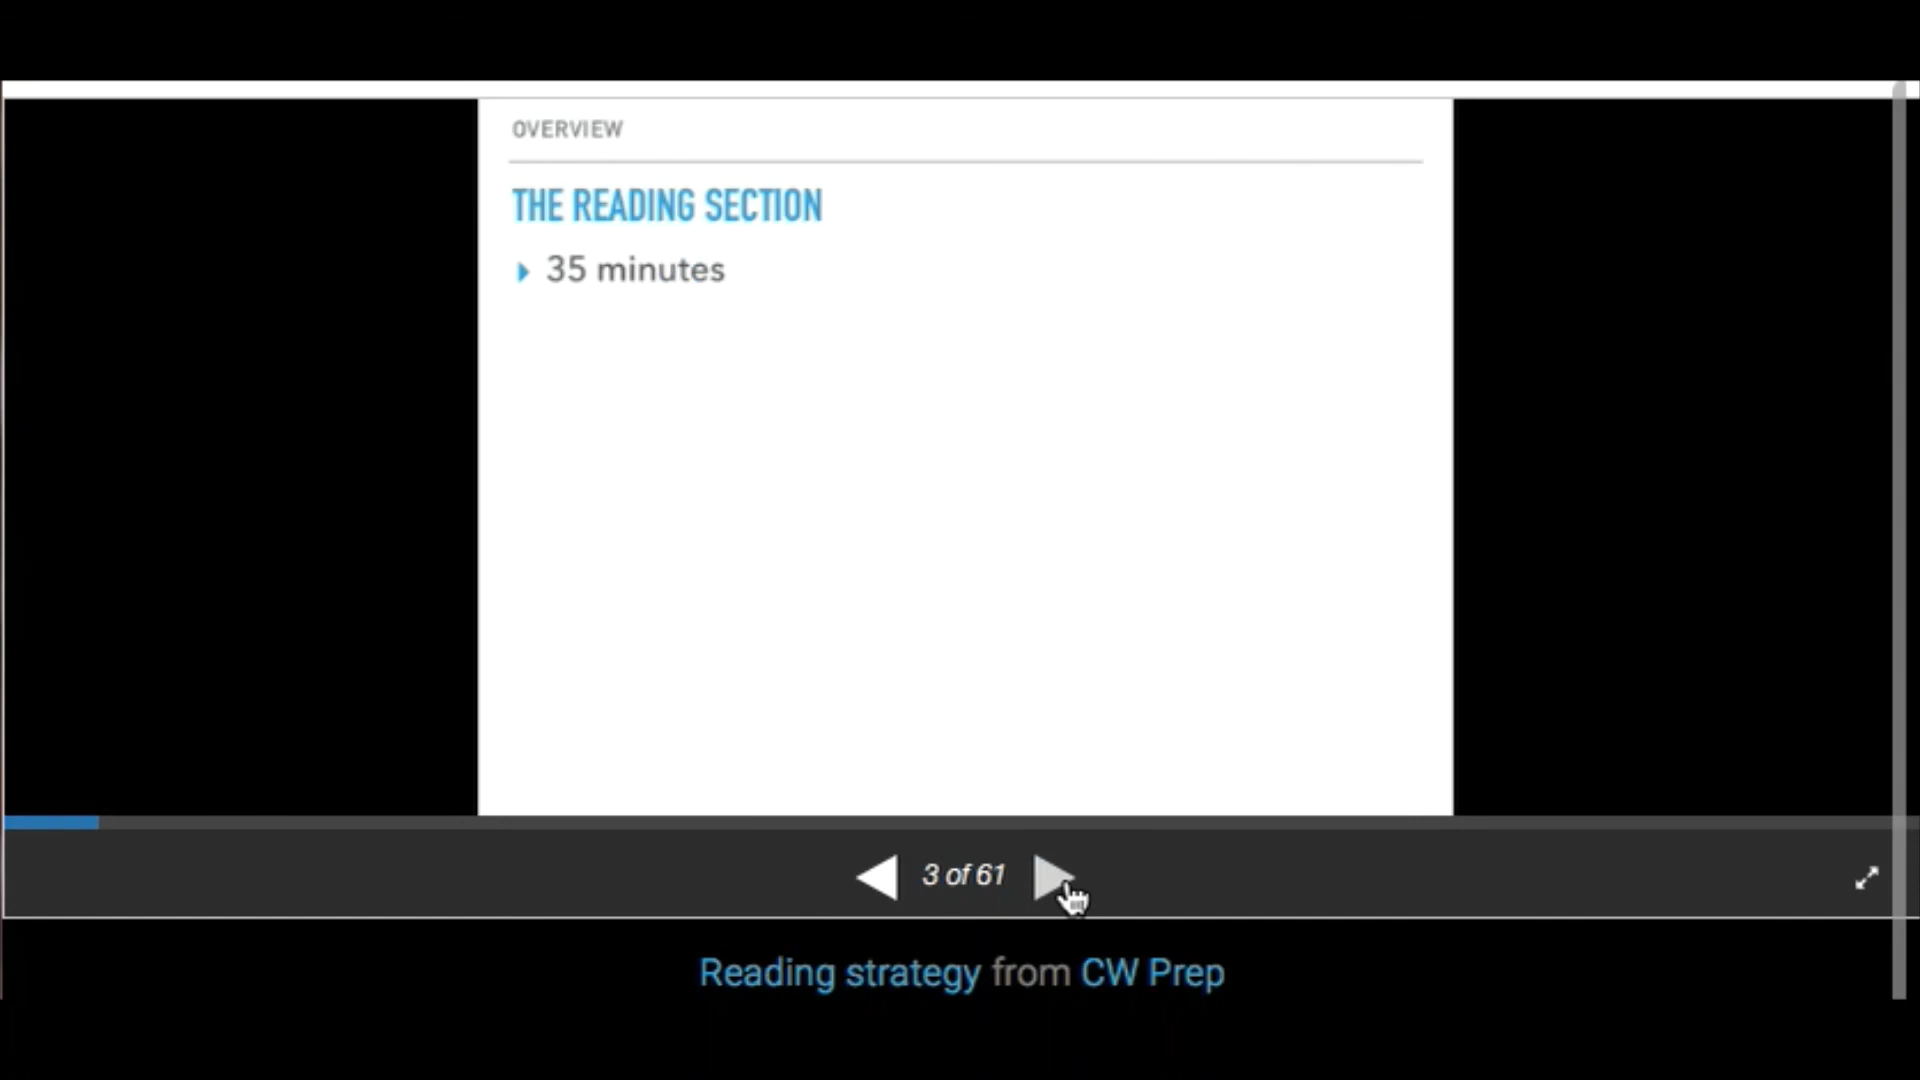 OVERVIEW
THE READING SECTION
35 minutes
3 of 61
Reading strategy from CW Prep